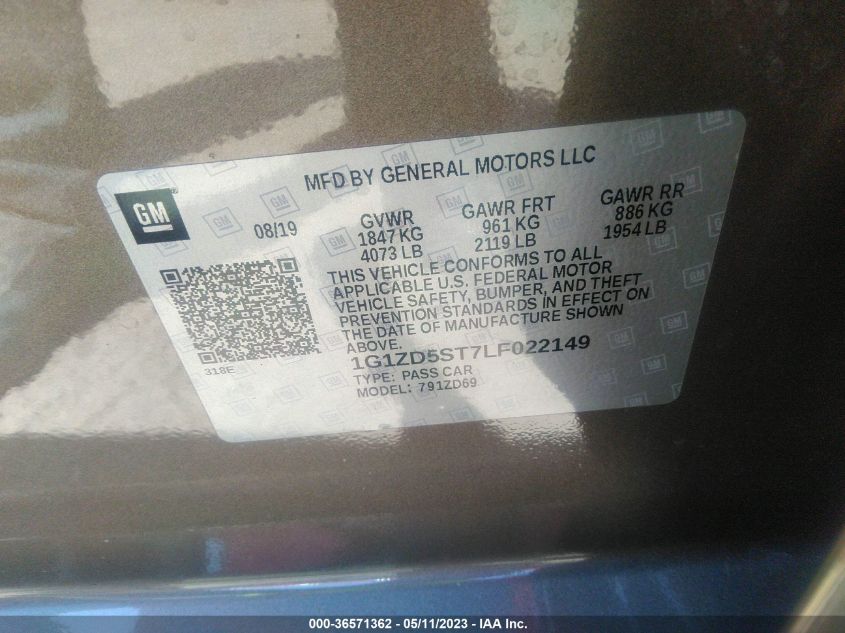 MFD BY GENERAL MOTORS LLC
GM
08/19
GVWR
1847 KG
4073 LB
GAWR FRT
961 KG
2119 LB
GAWR RR
886 KG
1954 LB
THIS VEHICLE CONFORMS TO ALL
APPLICABLE U.S. FEDERAL MOTOR
VEHICLE SAFETY, BUMPER, AND THEFT
PREVENTION STANDARDS IN EFFECT ON
THE DATE OF MANUFACTURE SHOWN
ABOVE.
318E
1G1ZD5ST7LF022149
TYPE: PASS CAR
MODEL: 791ZD69
000-36571362 - 05/11/2023 - IAA Inc.